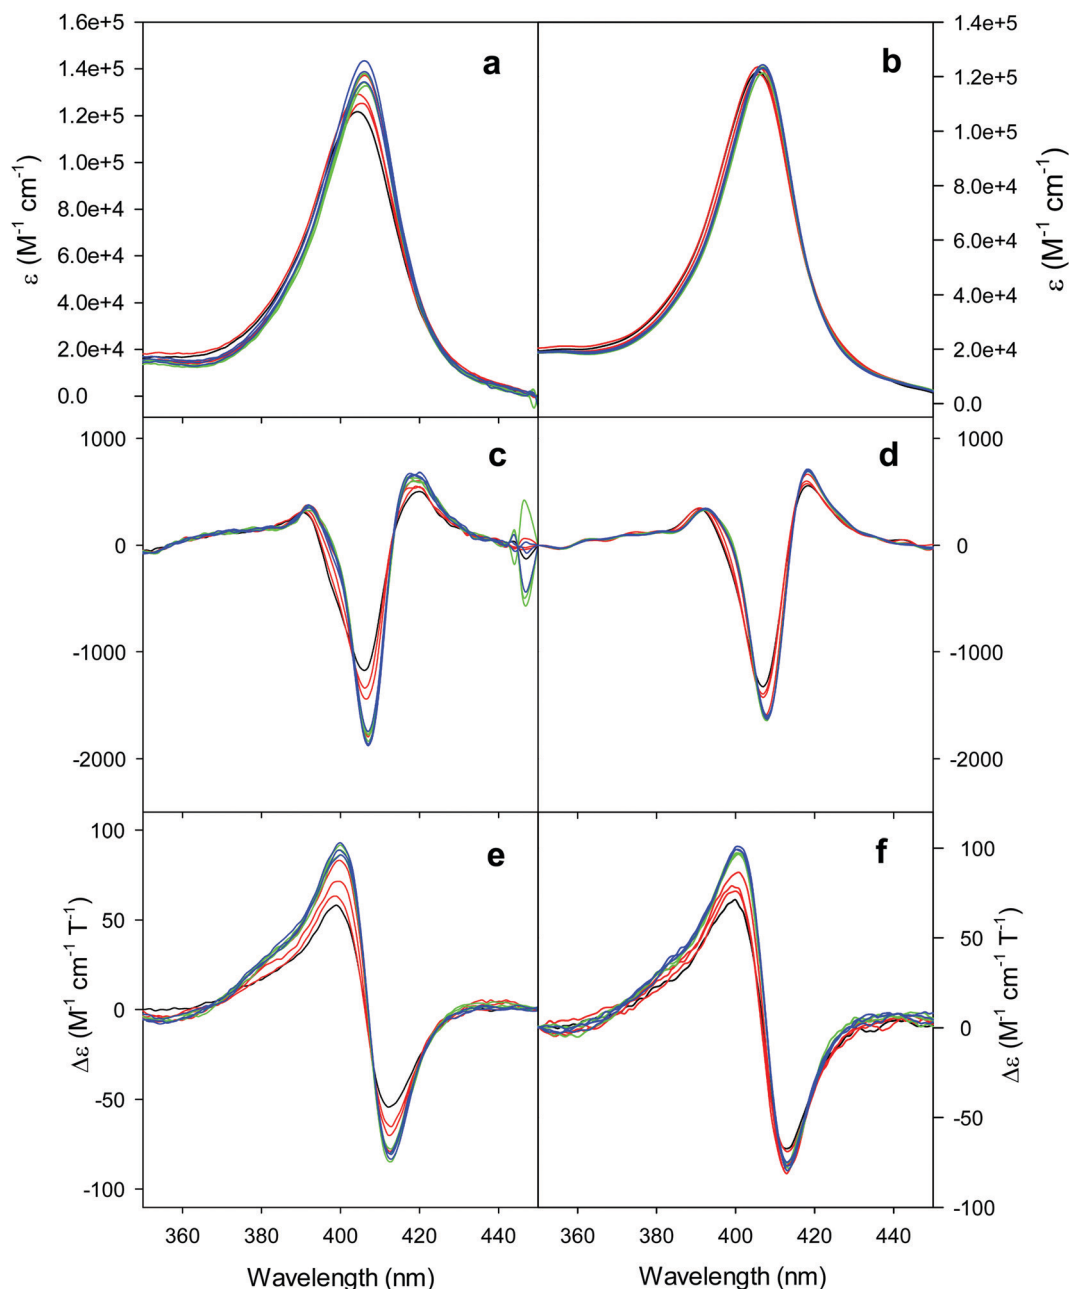 1.6e+5
1.4e+5
1.2e+5
1.0e+5
8.0e+4
6.0e+4
4.0e+4
2.0e+4
0.0
ε (M⁻¹ cm⁻¹)
a
b
1.4e+5
1.2e+5
1.0e+5
8.0e+4
6.0e+4
4.0e+4
2.0e+4
0.0
ε (M⁻¹ cm⁻¹)
1000
0
-1000
-2000
c
d
1000
0
-1000
-2000
100
50
0
-50
-100
Δε (M⁻¹ cm⁻¹ T⁻¹)
e
f
100
50
0
-50
-100
Δε (M⁻¹ cm⁻¹ T⁻¹)
360 380 400 420 440 360 380 400 420 440
Wavelength (nm) Wavelength (nm)